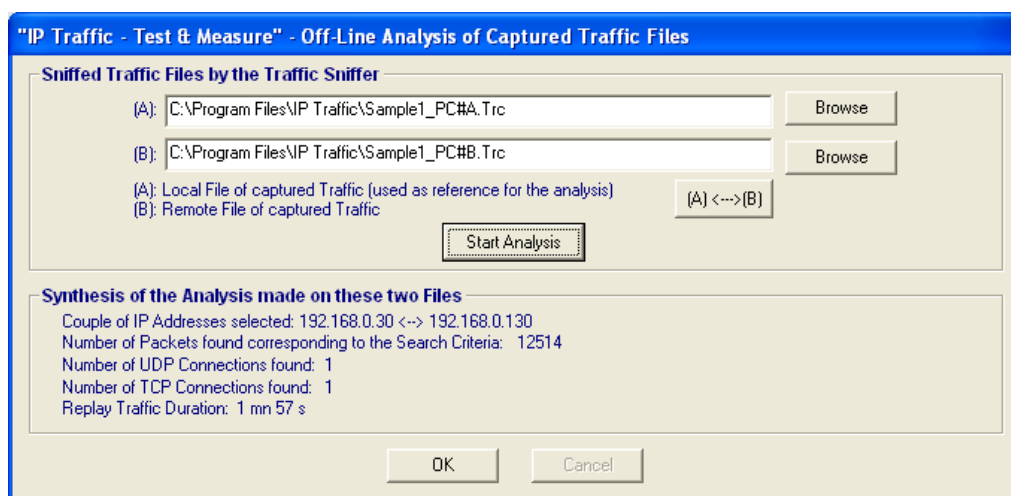 "IP Traffic - Test & Measure" - Off-Line Analysis of Captured Traffic Files
Sniffed Traffic Files by the Traffic Sniffer
(A): C:\Program Files\IP Traffic\Sample1_PC#A.Trc Browse
(B): C:\Program Files\IP Traffic\Sample1_PC#B.Trc Browse
(A): Local File of captured Traffic (used as reference for the analysis)
(B): Remote File of captured Traffic
(A) <--->(B)
Start Analysis
Synthesis of the Analysis made on these two Files
Couple of IP Addresses selected: 192.168.0.30 <--> 192.168.0.130
Number of Packets found corresponding to the Search Criteria: 12514
Number of UDP Connections found: 1
Number of TCP Connections found: 1
Replay Traffic Duration: 1 mn 57 s
OK Cancel